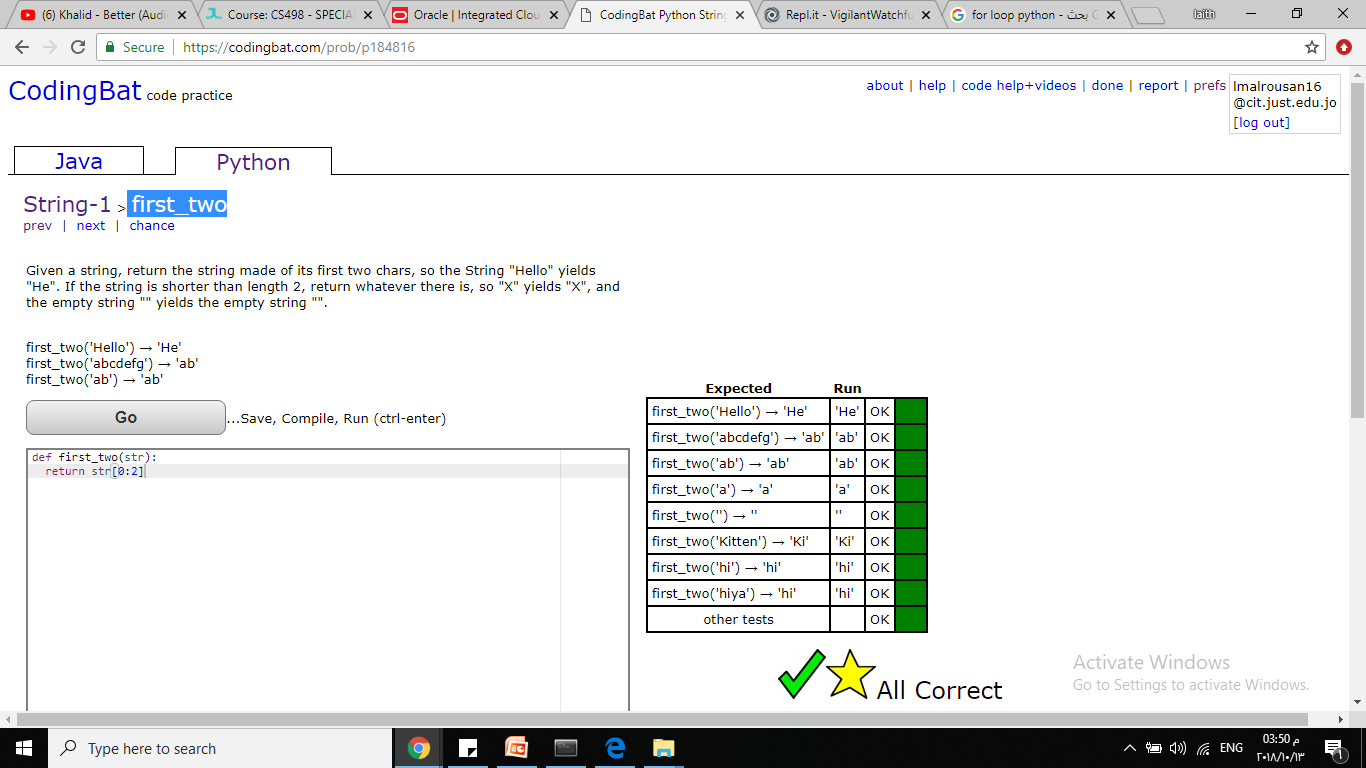 (6) Khalid - Better (Audi
Course: CS498 - SPECIA
Oracle | Integrated Clou
CodingBat Python String
Repl.it - VigilantWatchfu
for loop python - بحث G
laith
Secure
https://codingbat.com/prob/p184816
CodingBat code practice
about | help | code help+videos | done | report | prefs
lmalrousan16
@cit.just.edu.jo
[log out]
Java
Python
String-1 > first_two
prev | next | chance
Given a string, return the string made of its first two chars, so the String "Hello" yields
"He". If the string is shorter than length 2, return whatever there is, so "X" yields "X", and
the empty string "" yields the empty string "".
first_two('Hello') → 'He'
first_two('abcdefg') → 'ab'
first_two('ab') → 'ab'
Go
...Save, Compile, Run (ctrl-enter)
def first_two(str):
return str[0:2]
Expected Run
first_two('Hello') → 'He' 'He' OK
first_two('abcdefg') → 'ab' 'ab' OK
first_two('ab') → 'ab' 'ab' OK
first_two('a') → 'a' 'a' OK
first_two('') → '' '' OK
first_two('Kitten') → 'Ki' 'Ki' OK
first_two('hi') → 'hi' 'hi' OK
first_two('hiya') → 'hi' 'hi' OK
other tests OK
All Correct
Activate Windows
Go to Settings to activate Windows.
Type here to search
ENG
03:50 م
٢٠١٨/١٠/١٣
1